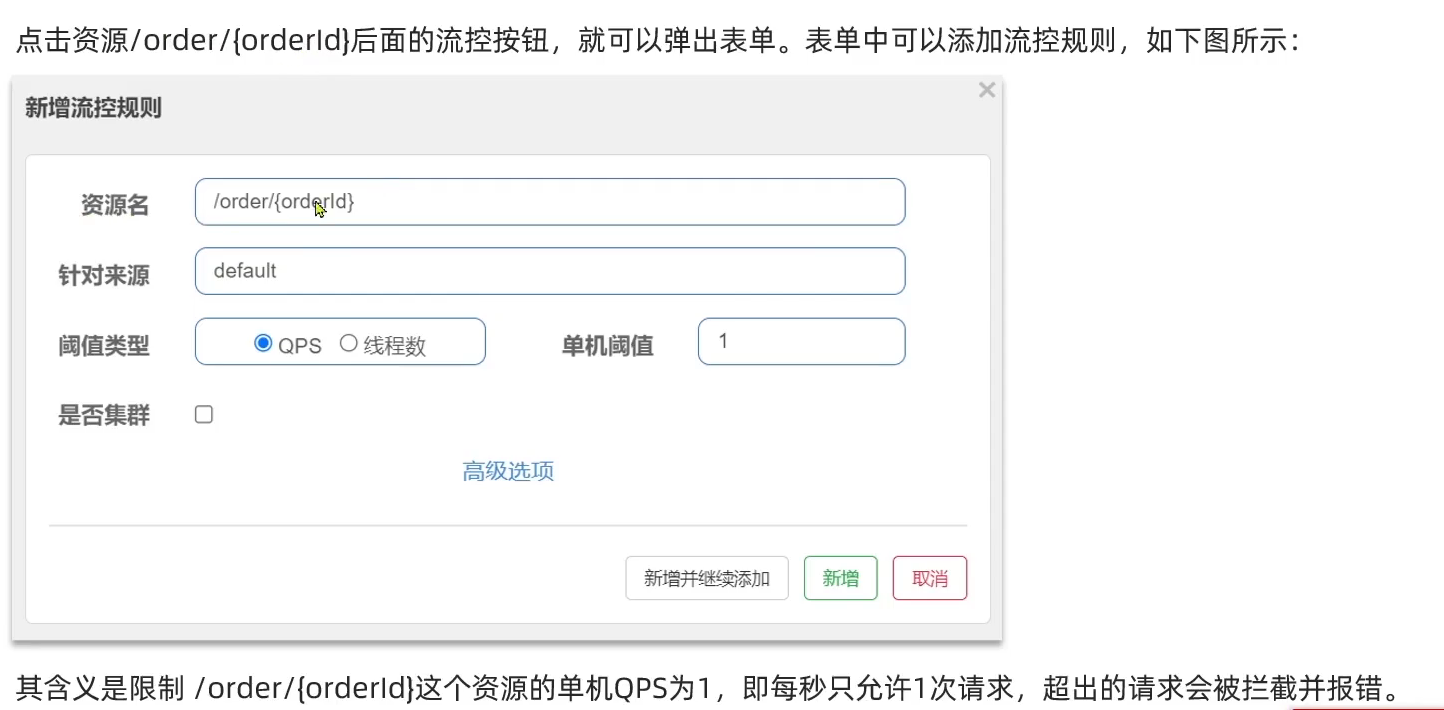 点击资源/order/{orderId}后面的流控按钮，就可以弹出表单。表单中可以添加流控规则，如下图所示：
新增流控规则
×
资源名 /order/{orderId}
针对来源 default
阈值类型 QPS 线程数 单机阈值 1
是否集群
高级选项
新增并继续添加 新增 取消
其含义是限制 /order/{orderId}这个资源的单机QPS为1，即每秒只允许1次请求，超出的请求会被拦截并报错。